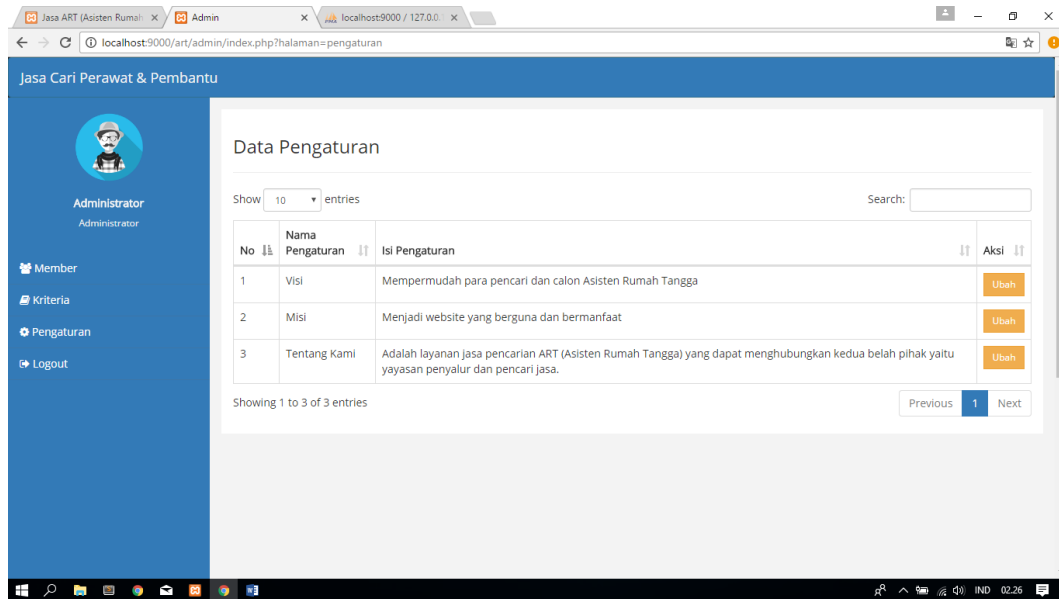 Jasa ART (Asisten Rumah
Admin
localhost:9000 / 127.0.0.1
localhost:9000/art/admin/index.php?halaman=pengaturan
Jasa Cari Perawat & Pembantu
Administrator
Administrator
Member
Kriteria
Pengaturan
Logout
Data Pengaturan
Show 10 entries
Search:
No Nama Pengaturan Isi Pengaturan Aksi
1 Visi Mempermudah para pencari dan calon Asisten Rumah Tangga Ubah
2 Misi Menjadi website yang berguna dan bermanfaat Ubah
3 Tentang Kami Adalah layanan jasa pencarian ART (Asisten Rumah Tangga) yang dapat menghubungkan kedua belah pihak yaitu
yayasan penyalur dan pencari jasa. Ubah
Showing 1 to 3 of 3 entries
Previous 1 Next
IND 02.26